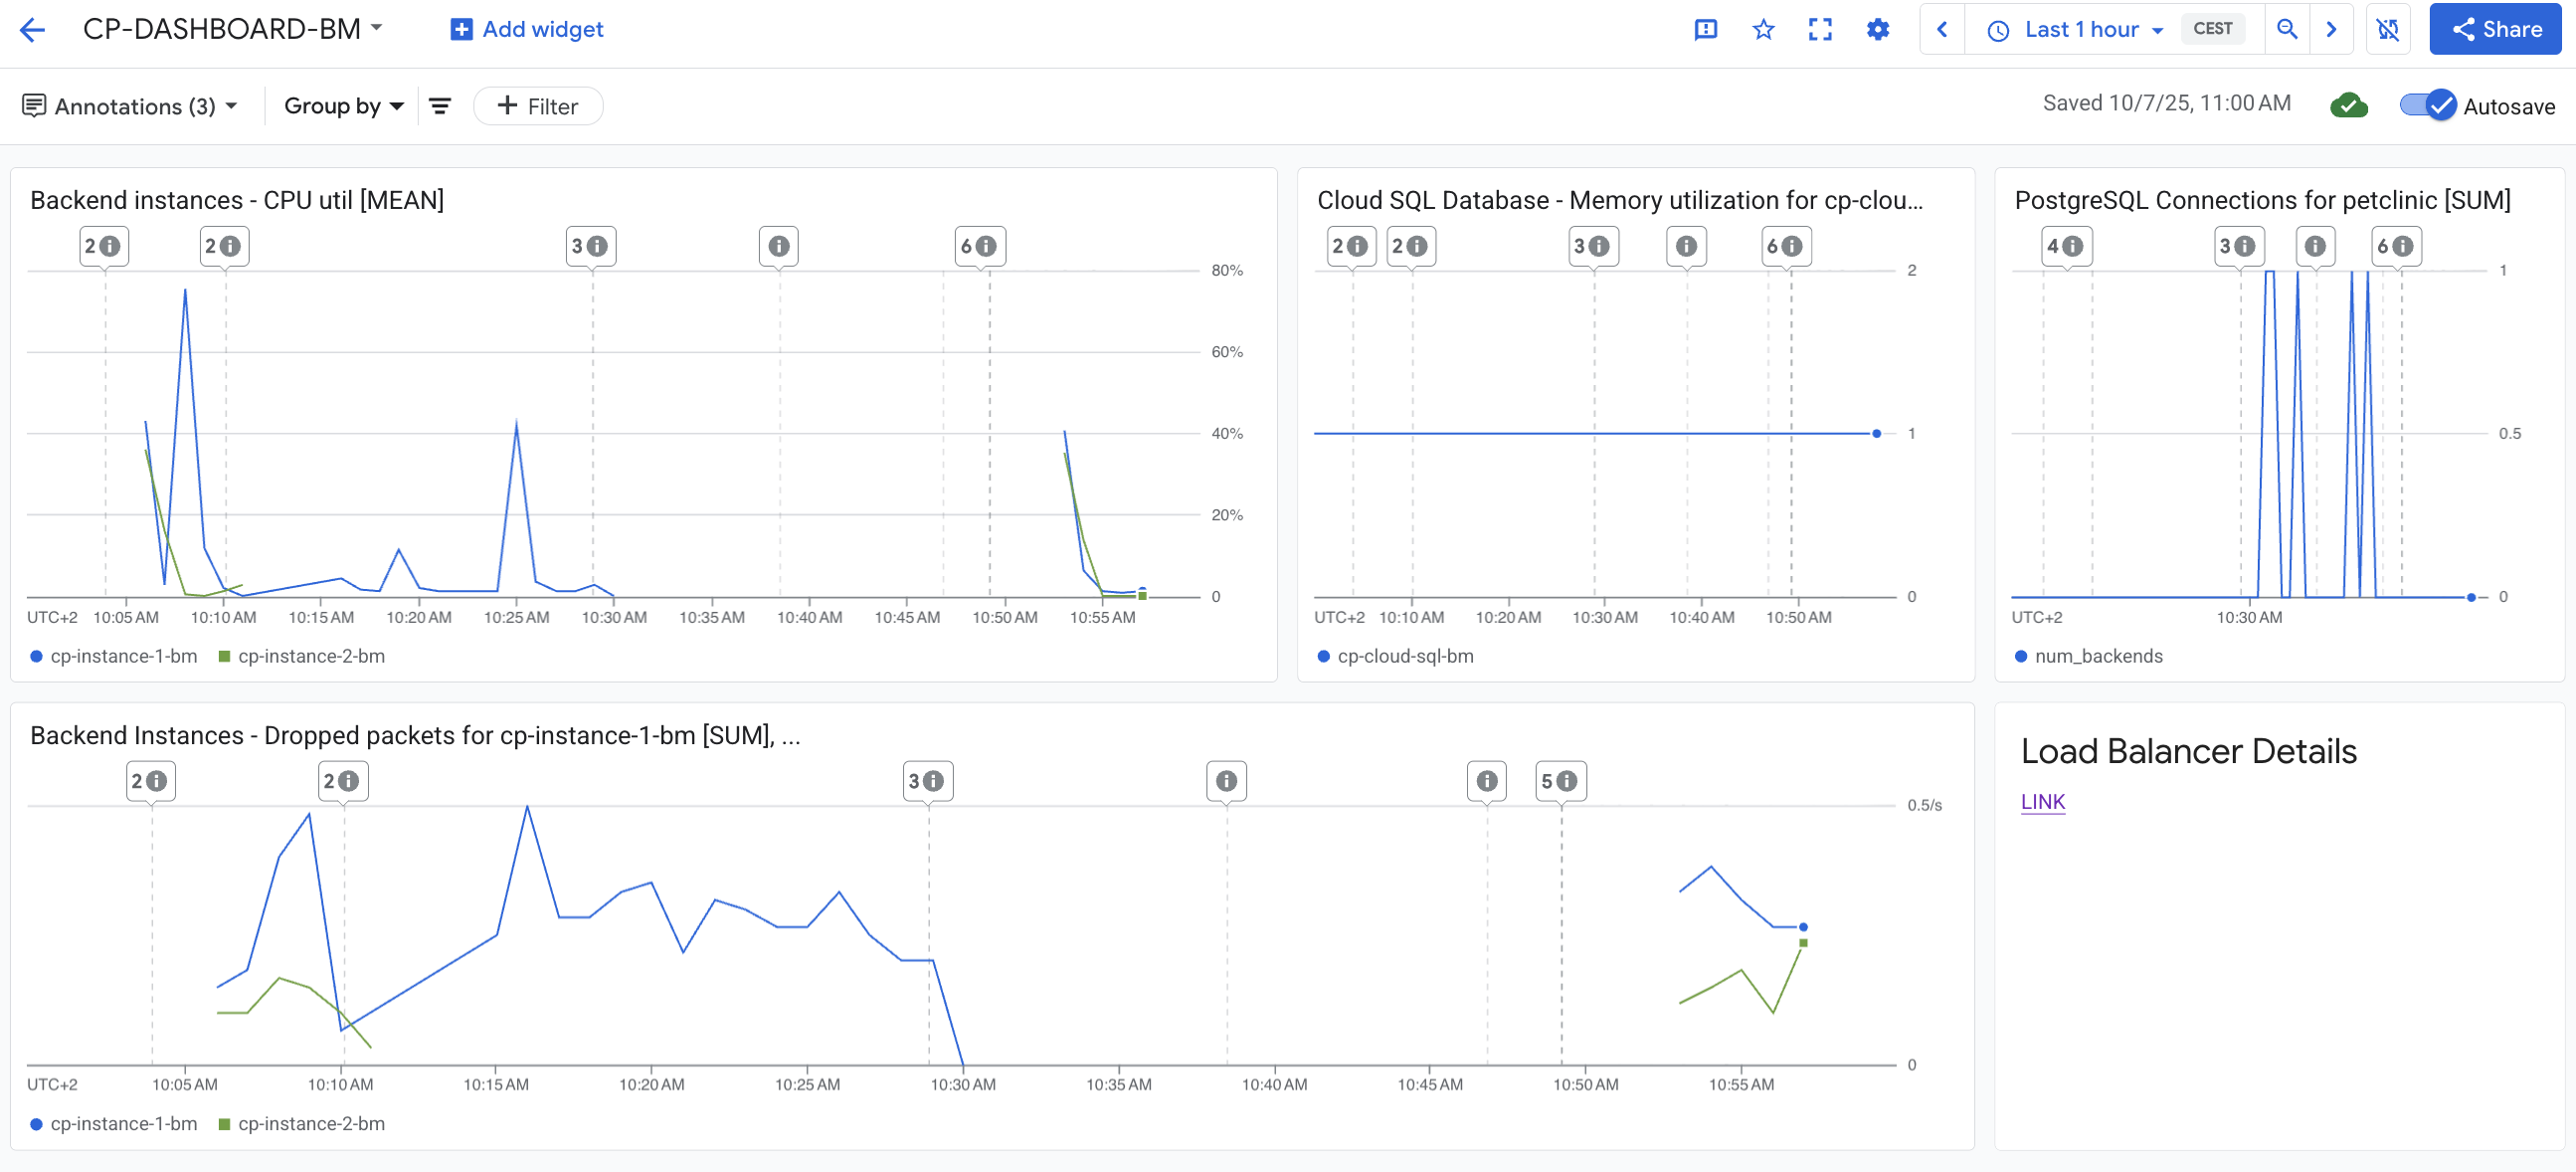 CP-DASHBOARD-BM
Add widget
Last 1 hour
CEST
Share
Annotations (3)
Group by
Filter
Saved 10/7/25, 11:00 AM
Autosave
Backend instances - CPU util [MEAN]
2
2
3
6
80%
60%
40%
20%
0
UTC+2 10:05 AM 10:10 AM 10:15 AM 10:20 AM 10:25 AM 10:30 AM 10:35 AM 10:40 AM 10:45 AM 10:50 AM 10:55 AM
cp-instance-1-bm cp-instance-2-bm
Cloud SQL Database - Memory utilization for cp-clou...
2
2
3
6
2
1
0
UTC+2 10:10 AM 10:20 AM 10:30 AM 10:40 AM 10:50 AM
cp-cloud-sql-bm
PostgreSQL Connections for petclinic [SUM]
4
3
6
1
0.5
0
UTC+2 10:30 AM
num_backends
Backend Instances - Dropped packets for cp-instance-1-bm [SUM], ...
2
2
3
5
0.5/s
0
UTC+2 10:05 AM 10:10 AM 10:15 AM 10:20 AM 10:25 AM 10:30 AM 10:35 AM 10:40 AM 10:45 AM 10:50 AM 10:55 AM
cp-instance-1-bm cp-instance-2-bm
Load Balancer Details
LINK